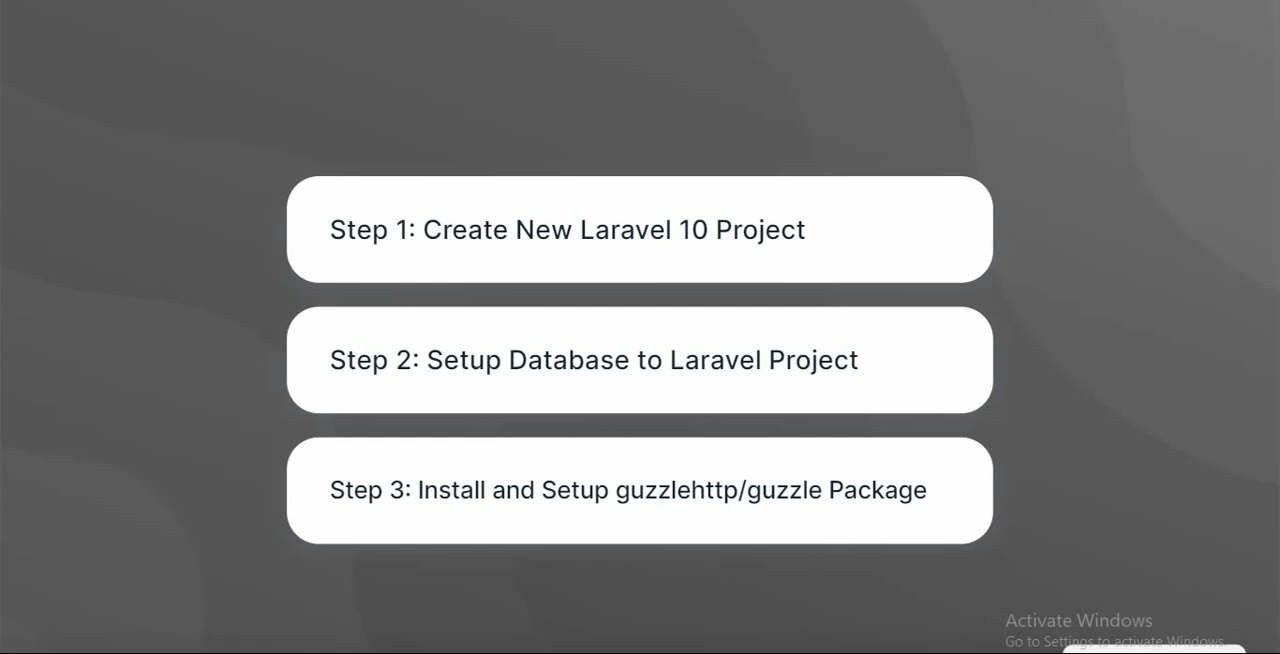 Step 1: Create New Laravel 10 Project
Step 2: Setup Database to Laravel Project
Step 3: Install and Setup guzzlehttp/guzzle Package
Activate Windows
Go to Settings to activate Windows.